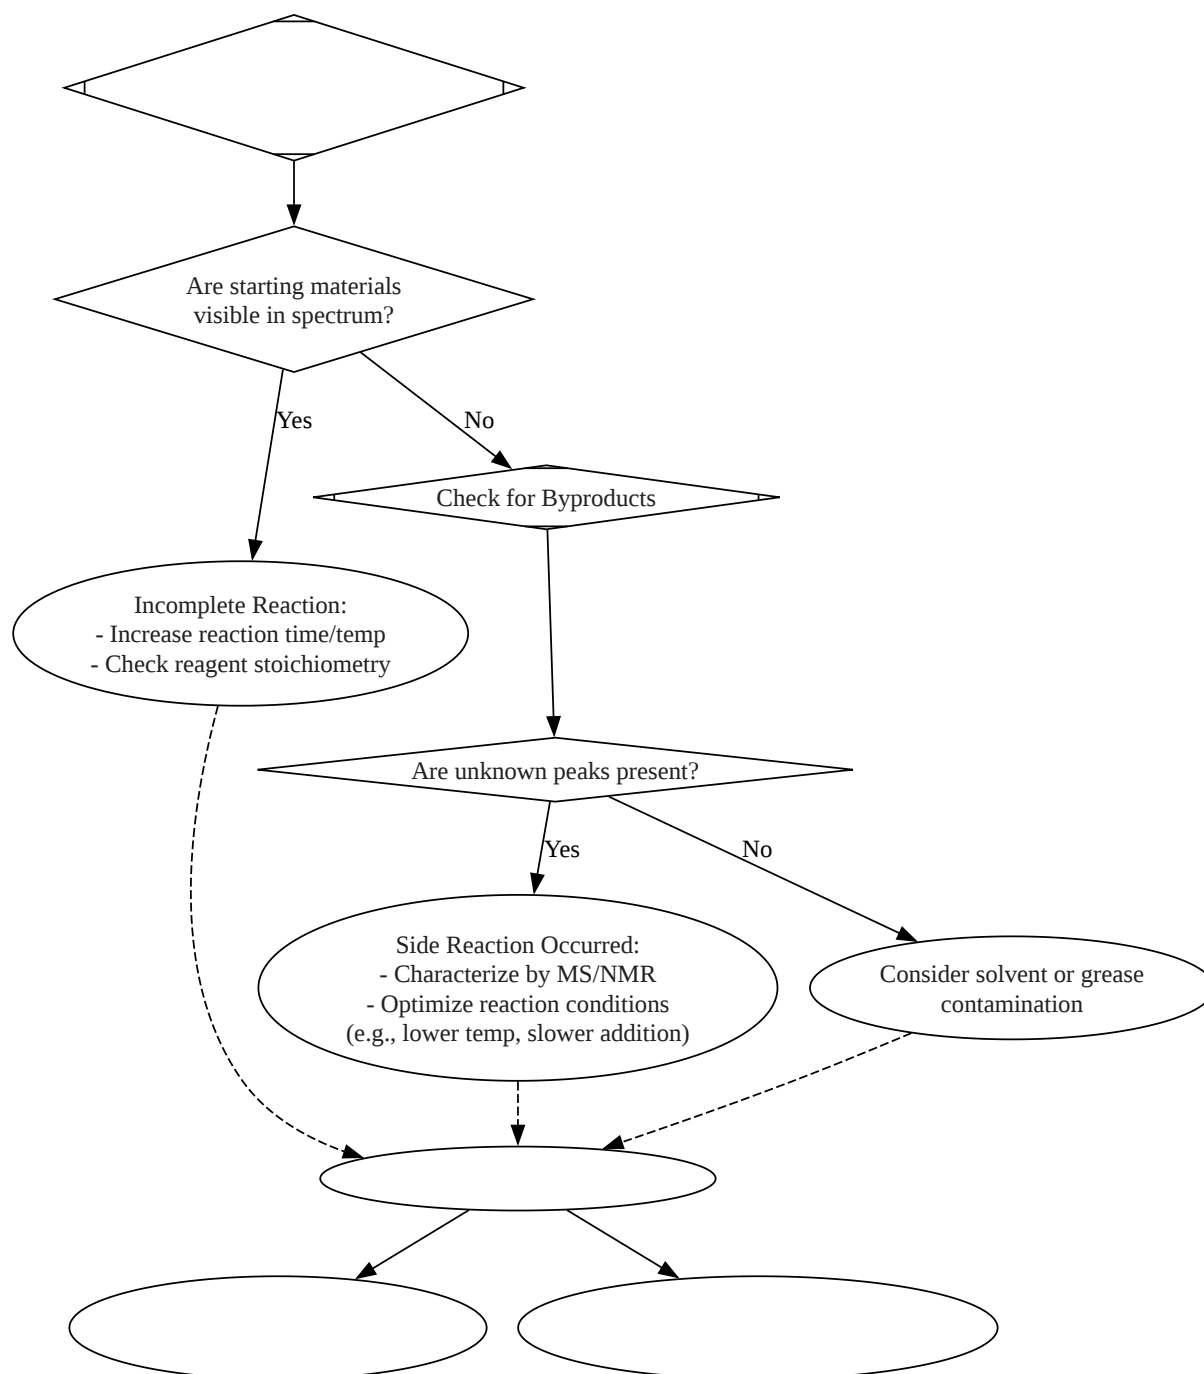 Are starting materials
visible in spectrum?
Yes
No
Check for Byproducts
Incomplete Reaction:
- Increase reaction time/temp
- Check reagent stoichiometry
Are unknown peaks present?
Yes
No
Side Reaction Occurred:
- Characterize by MS/NMR
- Optimize reaction conditions
(e.g., lower temp, slower addition)
Consider solvent or grease
contamination